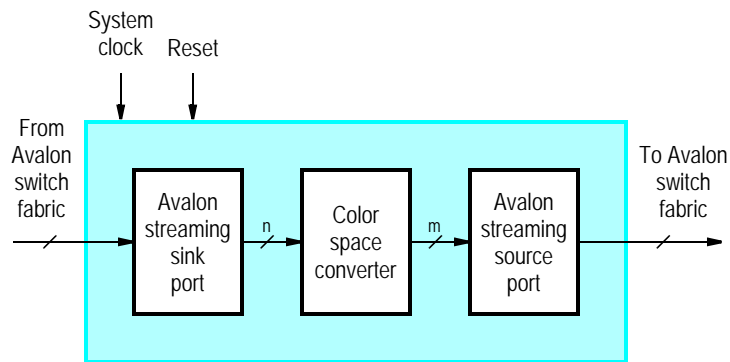 System
clock
Reset
From
Avalon
switch
fabric
To Avalon
switch
fabric
Avalon
streaming
sink
port
n
Color
space
converter
m
Avalon
streaming
source
port